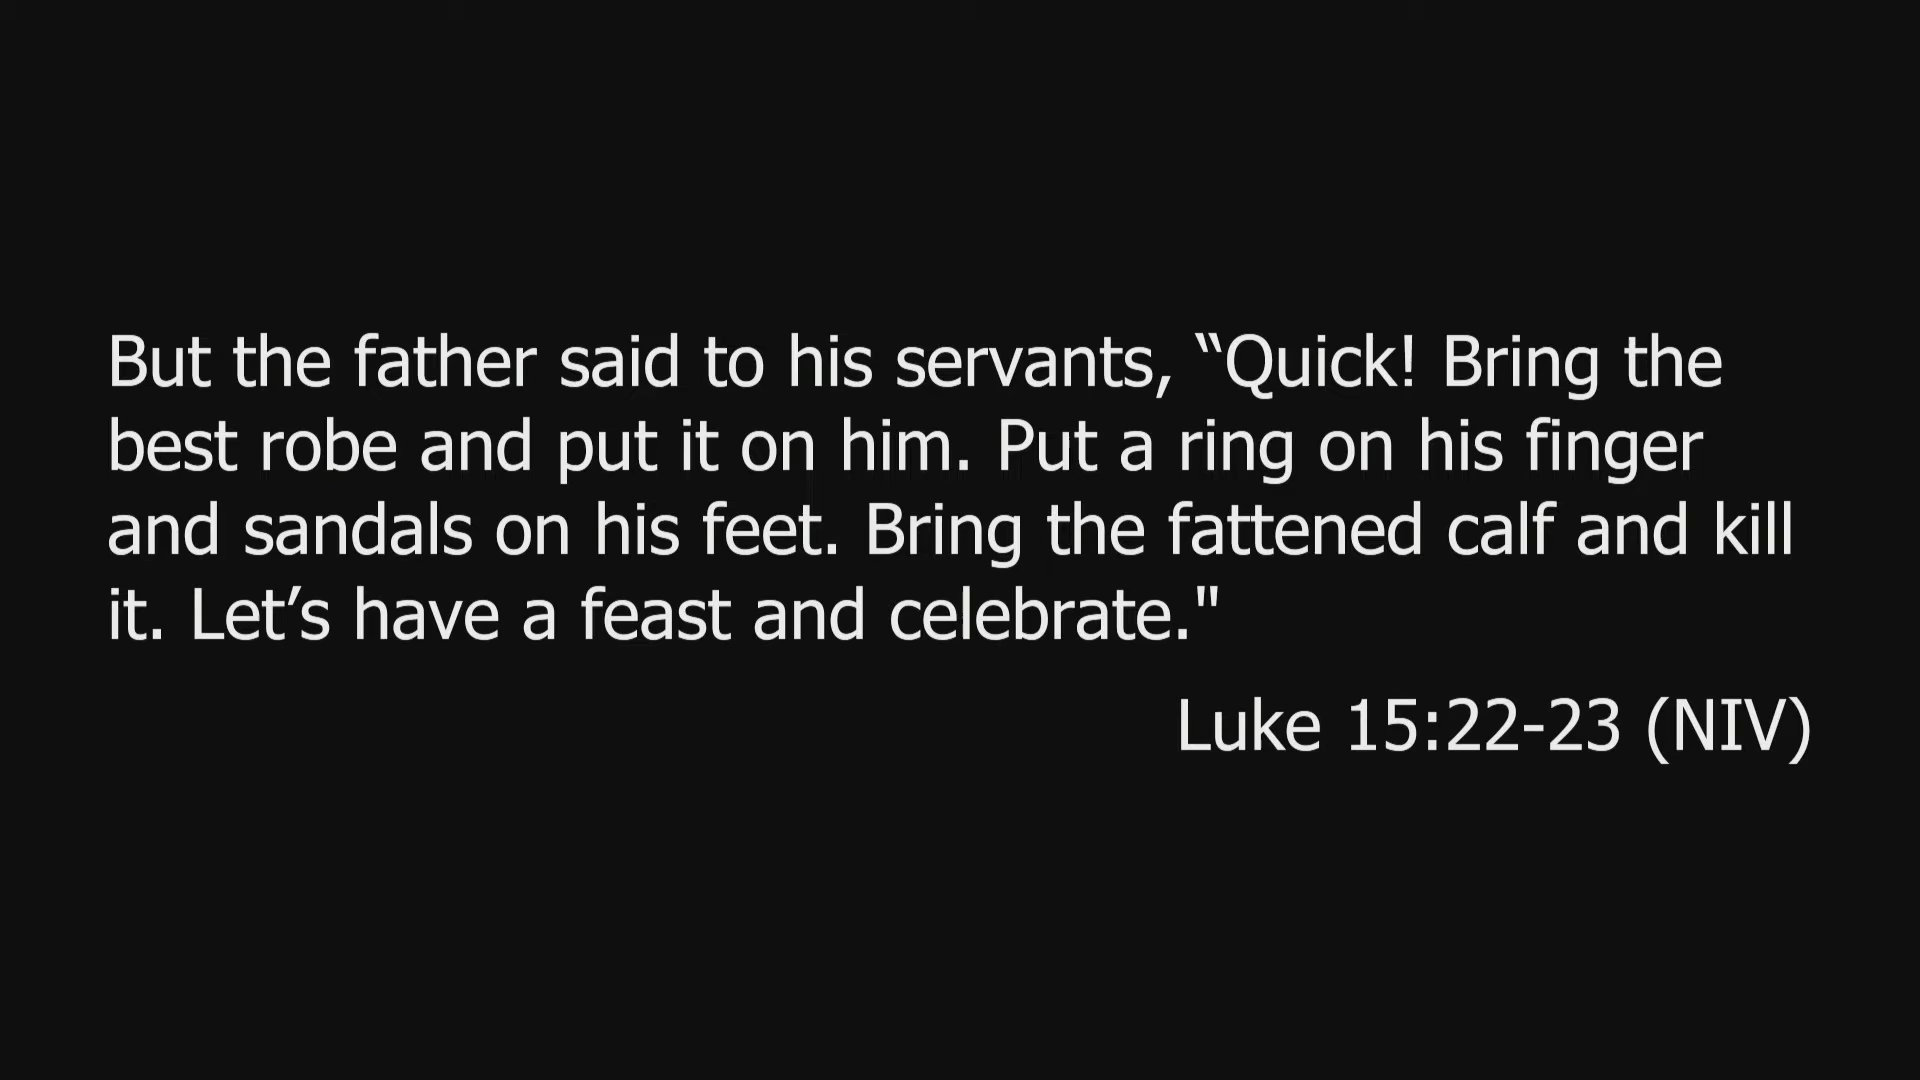 But the father said to his servants, “Quick! Bring the
best robe and put it on him. Put a ring on his finger
and sandals on his feet. Bring the fattened calf and kill
it. Let’s have a feast and celebrate."
Luke 15:22-23 (NIV)